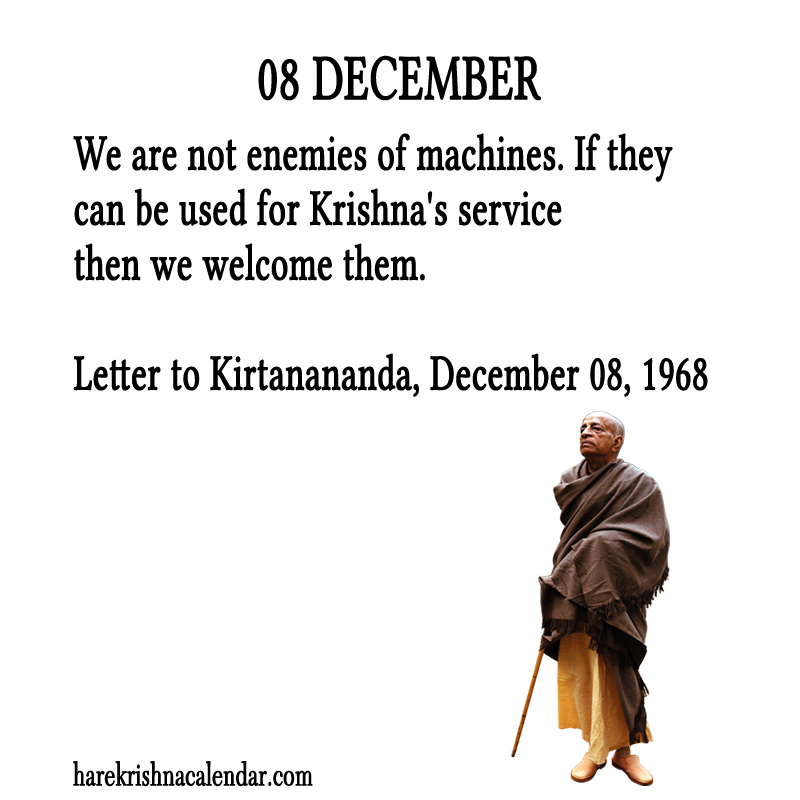 08 DECEMBER
We are not enemies of machines. If they
can be used for Krishna's service
then we welcome them.
Letter to Kirtanananda, December 08, 1968
harekrishnacalendar.com